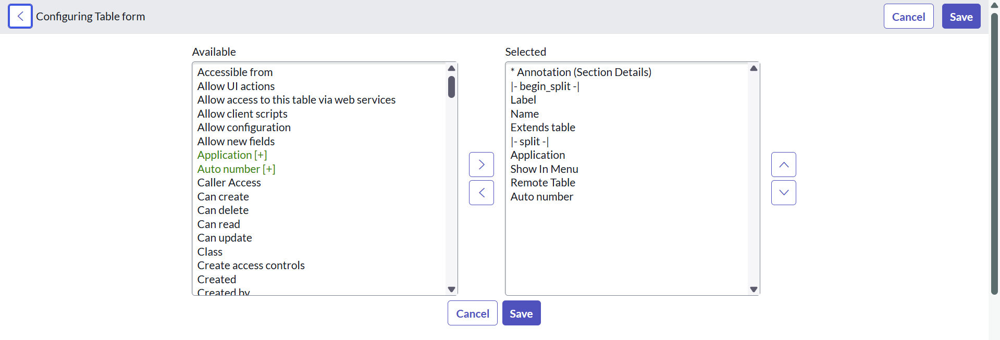 Configuring Table form
Cancel
Save
Available
Accessible from
Allow UI actions
Allow access to this table via web services
Allow client scripts
Allow configuration
Allow new fields
Application [+]
Auto number [+]
Caller Access
Can create
Can delete
Can read
Can update
Class
Create access controls
Created
Created by
Selected
* Annotation (Section Details)
|- begin_split -|
Label
Name
Extends table
|- split -|
Application
Show In Menu
Remote Table
Auto number
Cancel
Save